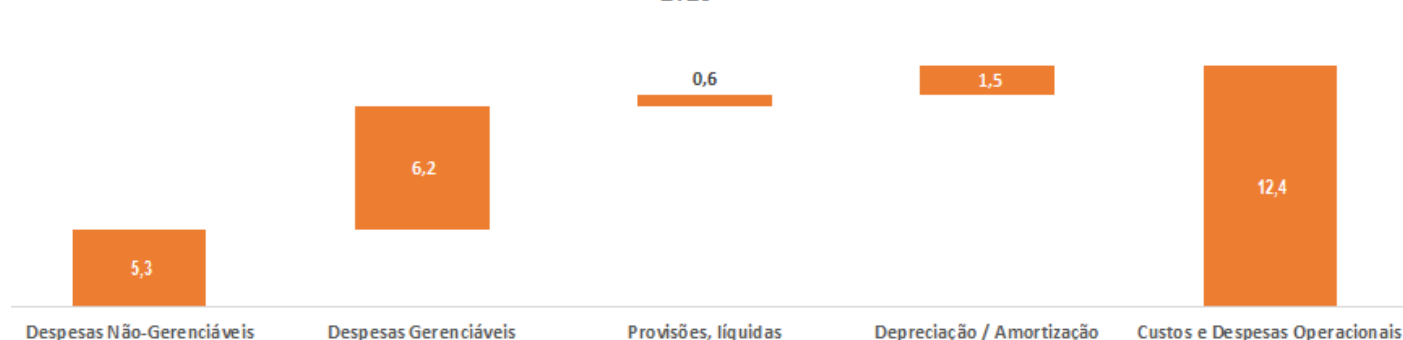 0,6
1,5
6,2
12,4
5,3
Despesas Não-Gerenciáveis
Despesas Gerenciáveis
Provisões, líquidas
Depreciação / Amortização
Custos e Despesas Operacionais